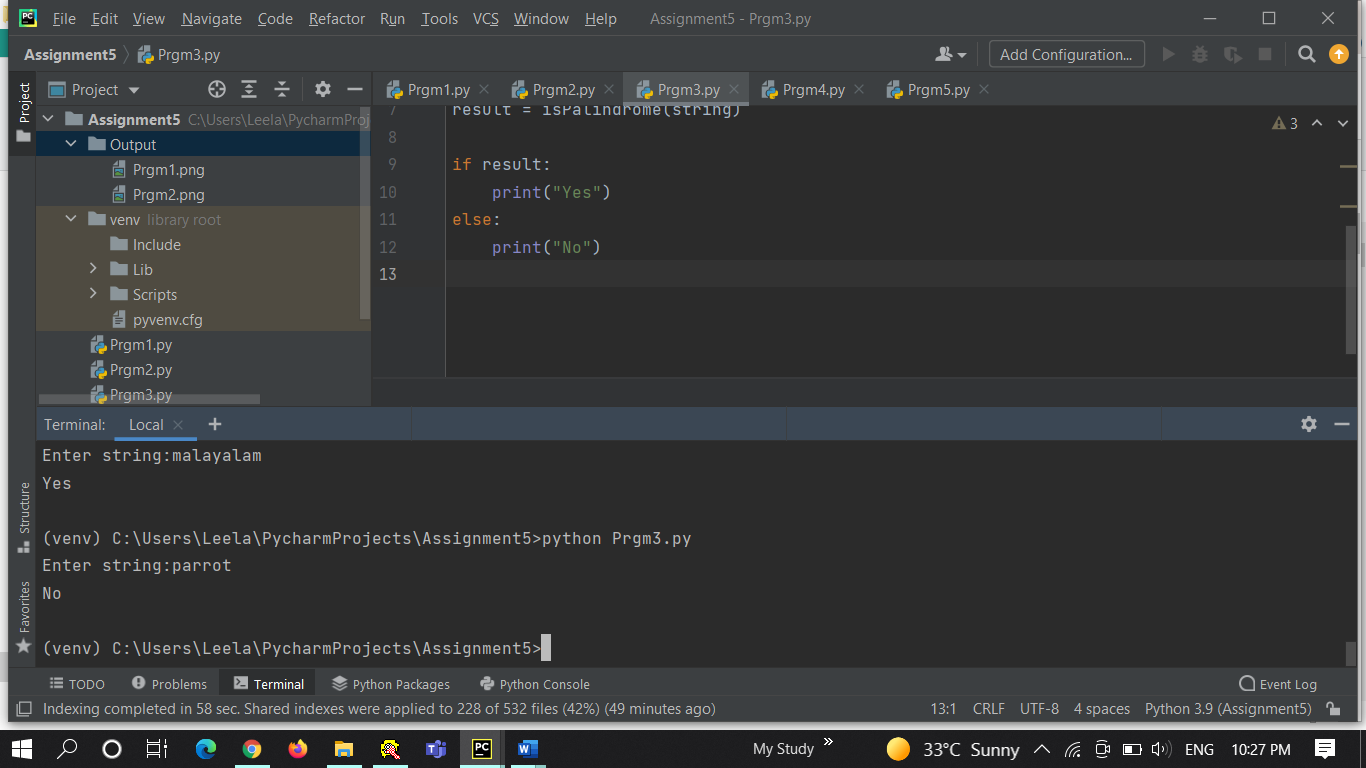 File Edit View Navigate Code Refactor Run Tools VCS Window Help Assignment5 - Prgm3.py
Assignment5 Prgm3.py Add Configuration...
Project
Project
Prgm1.py Prgm2.py Prgm3.py Prgm4.py Prgm5.py
Assignment5 C:\Users\Leela\PycharmProj
Output
Prgm1.png
Prgm2.png
venv library root
Include
Lib
Scripts
pyvenv.cfg
Prgm1.py
Prgm2.py
Prgm3.py
7 result = isPalindrome(string)
8
9 if result:
10 print("Yes")
11 else:
12 print("No")
13
3
Terminal: Local
Enter string:malayalam
Yes
(venv) C:\Users\Leela\PycharmProjects\Assignment5>python Prgm3.py
Enter string:parrot
No
(venv) C:\Users\Leela\PycharmProjects\Assignment5>
Structure
Favorites
TODO Problems Terminal Python Packages Python Console Event Log
Indexing completed in 58 sec. Shared indexes were applied to 228 of 532 files (42%) (49 minutes ago) 13:1 CRLF UTF-8 4 spaces Python 3.9 (Assignment5)
My Study 33°C Sunny ENG 10:27 PM